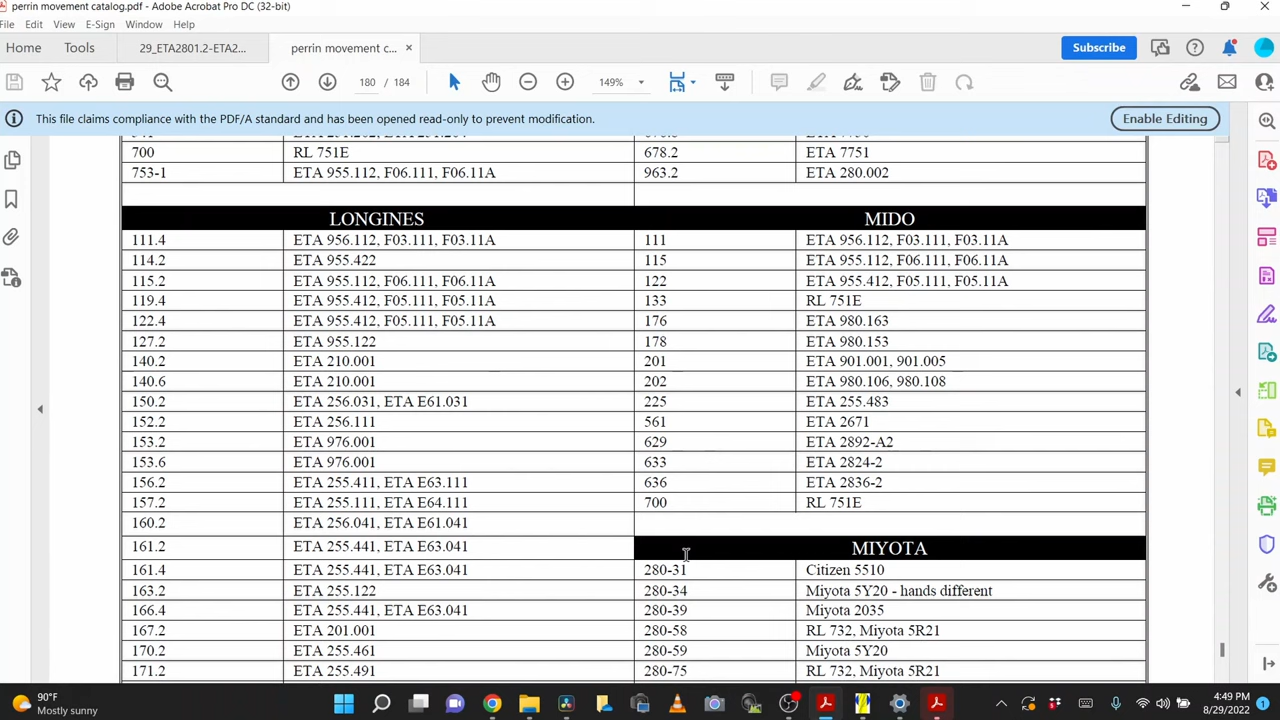 perrin movement catalog.pdf - Adobe Acrobat Pro DC (32-bit)
File Edit View E-Sign Window Help
Home Tools 29_ETA2801.2-ETA2... perrin movement c... × Subscribe
180 / 184 149%
This file claims compliance with the PDF/A standard and has been opened read-only to prevent modification. Enable Editing
700 RL 751E 678.2 ETA 7751
753-1 ETA 955.112, F06.111, F06.11A 963.2 ETA 280.002
LONGINES MIDO
111.4 ETA 956.112, F03.111, F03.11A 111 ETA 956.112, F03.111, F03.11A
114.2 ETA 955.422 115 ETA 955.112, F06.111, F06.11A
115.2 ETA 955.112, F06.111, F06.11A 122 ETA 955.412, F05.111, F05.11A
119.4 ETA 955.412, F05.111, F05.11A 133 RL 751E
122.4 ETA 955.412, F05.111, F05.11A 176 ETA 980.163
127.2 ETA 955.122 178 ETA 980.153
140.2 ETA 210.001 201 ETA 901.001, 901.005
140.6 ETA 210.001 202 ETA 980.106, 980.108
150.2 ETA 256.031, ETA E61.031 225 ETA 255.483
152.2 ETA 256.111 561 ETA 2671
153.2 ETA 976.001 629 ETA 2892-A2
153.6 ETA 976.001 633 ETA 2824-2
156.2 ETA 255.411, ETA E63.111 636 ETA 2836-2
157.2 ETA 255.111, ETA E64.111 700 RL 751E
160.2 ETA 256.041, ETA E61.041
161.2 ETA 255.441, ETA E63.041 MIYOTA
161.4 ETA 255.441, ETA E63.041 280-31 Citizen 5510
163.2 ETA 255.122 280-34 Miyota 5Y20 - hands different
166.4 ETA 255.441, ETA E63.041 280-39 Miyota 2035
167.2 ETA 201.001 280-58 RL 732, Miyota 5R21
170.2 ETA 255.461 280-59 Miyota 5Y20
171.2 ETA 255.491 280-75 RL 732, Miyota 5R21
90°F
Mostly sunny
4:49 PM
8/29/2022